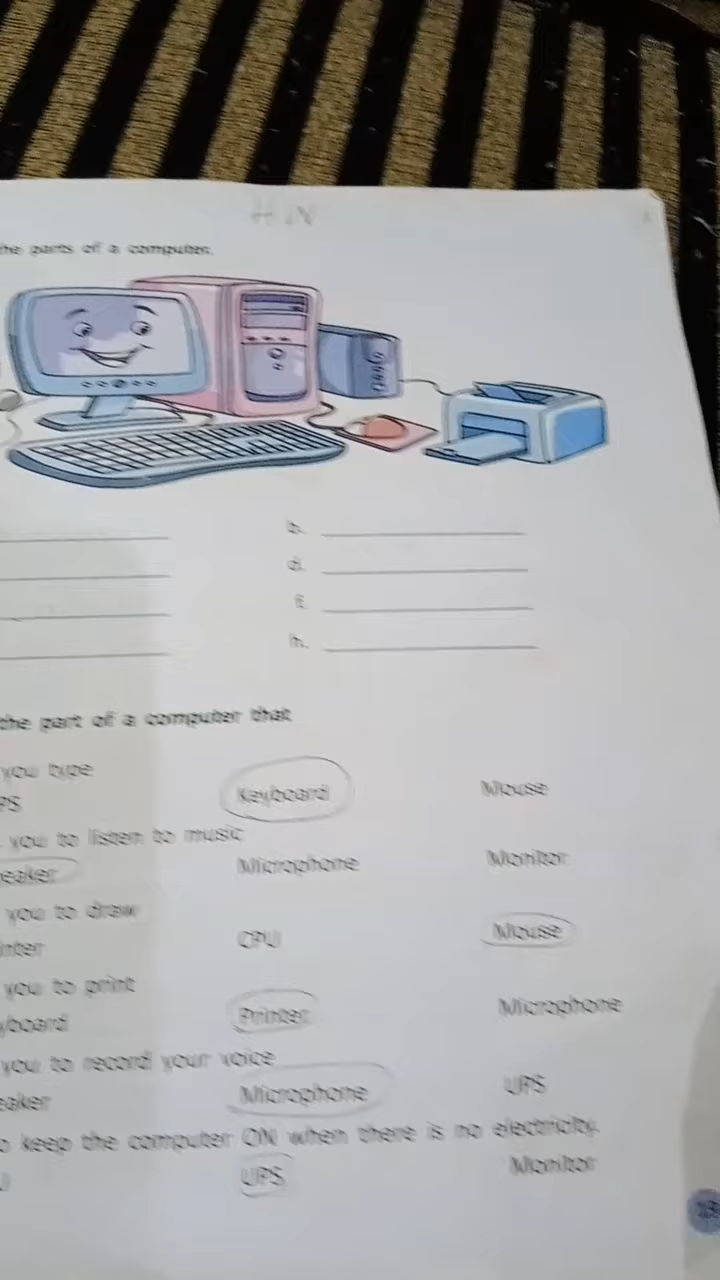 the parts of a computer.
b.
d.
f.
h.
the part of a computer that
you type
PS Keyboard Mouse
you to listen to music
eaker Microphone Monitor
you to draw
inter CPU Mouse
you to print
yboard Printer Microphone
you to record your voice
eaker Microphone UPS
o keep the computer ON when there is no electricity.
UPS Monitor